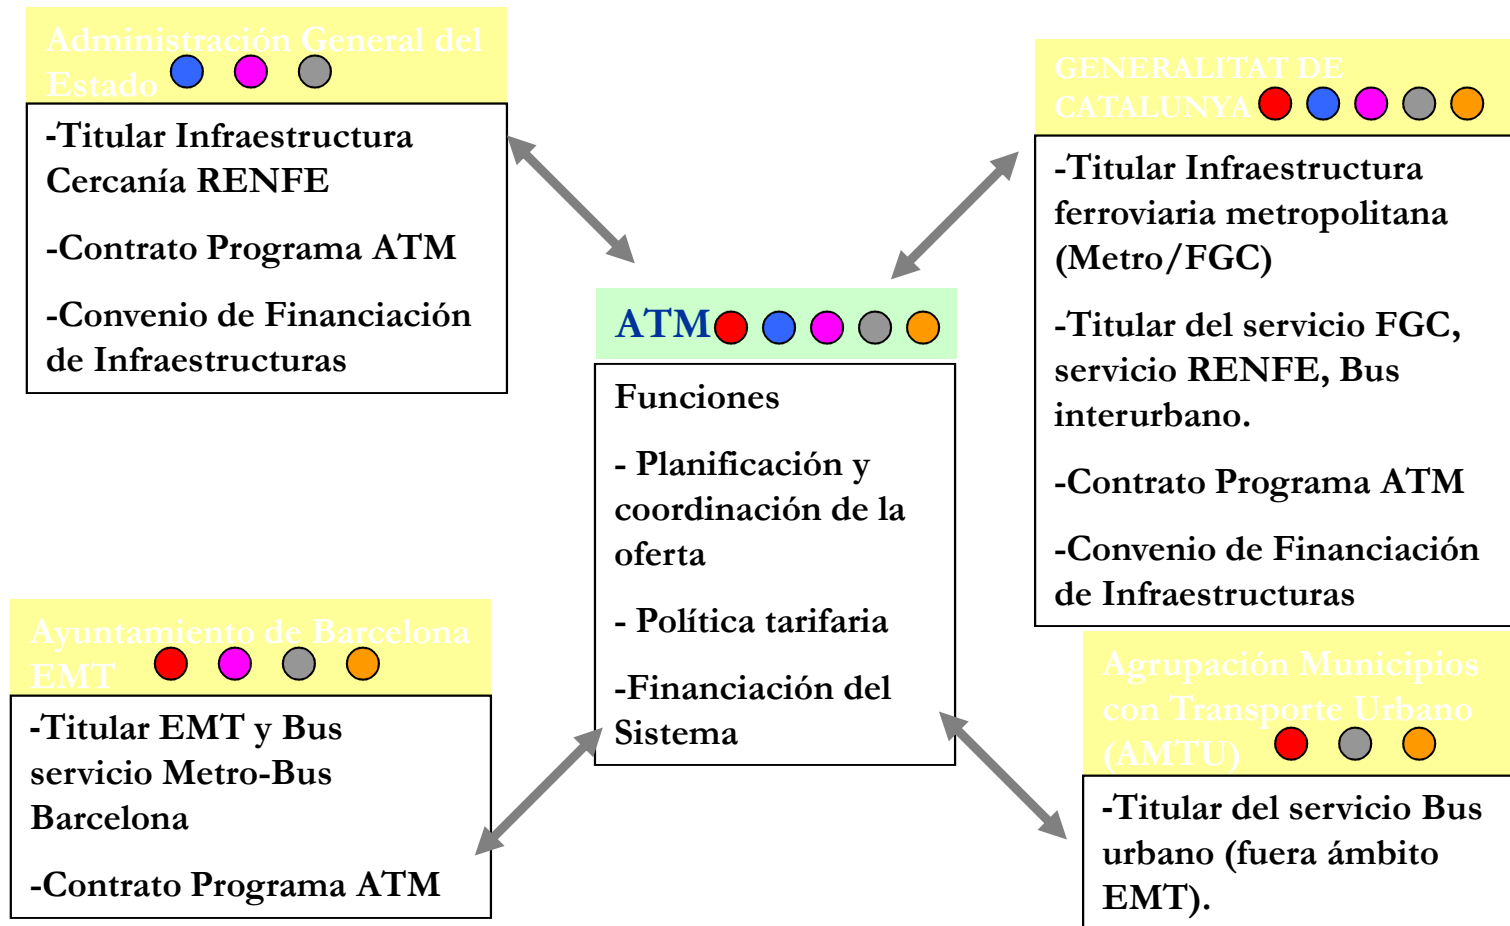 Administración General del
Estado
-Titular Infraestructura
Cercanía RENFE
-Contrato Programa ATM
-Convenio de Financiación
de Infraestructuras
GENERALITAT DE
CATALUNYA
-Titular Infraestructura
ferroviaria metropolitana
(Metro/FGC)
-Titular del servicio FGC,
servicio RENFE, Bus
interurbano.
-Contrato Programa ATM
-Convenio de Financiación
de Infraestructuras
ATM
Funciones
- Planificación y
coordinación de la
oferta
- Política tarifaria
-Financiación del
Sistema
Ayuntamiento de Barcelona
EMT
-Titular EMT y Bus
servicio Metro-Bus
Barcelona
-Contrato Programa ATM
Agrupación Municipios
con Transporte Urbano
(AMTU)
-Titular del servicio Bus
urbano (fuera ámbito
EMT).